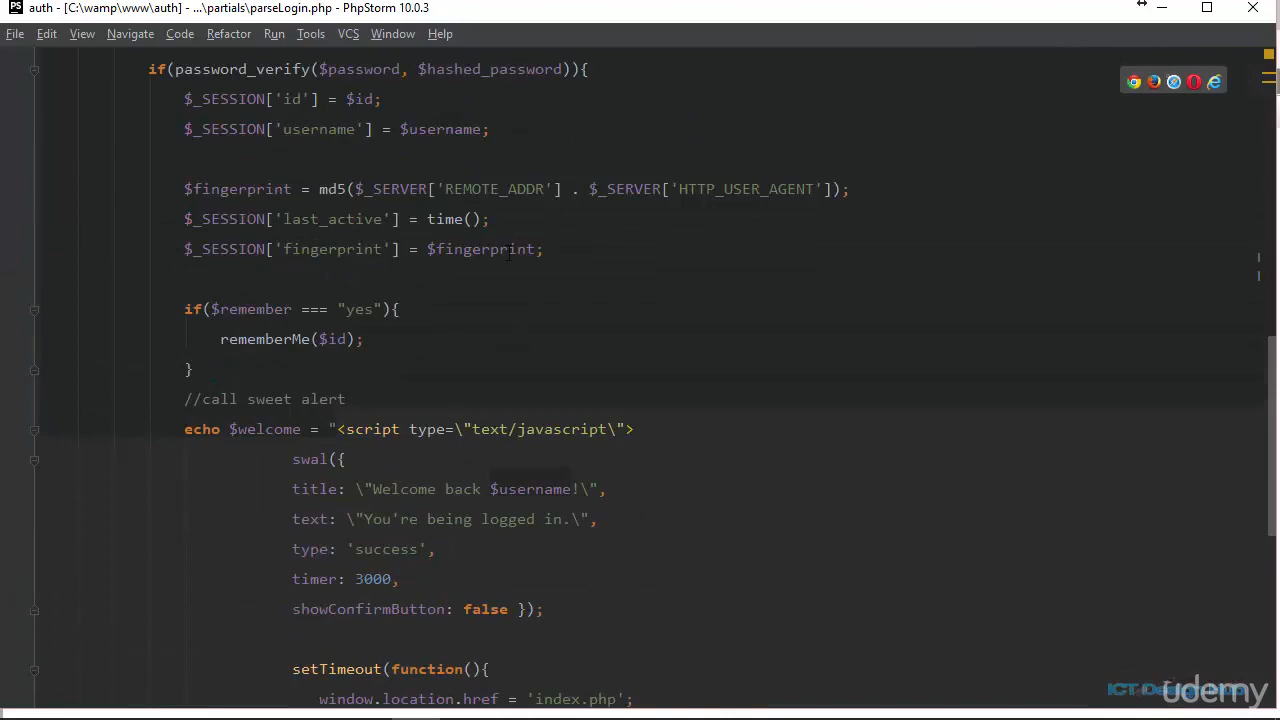 PS auth - [C:\wamp\www\auth] - ...\partials\parseLogin.php - PhpStorm 10.0.3
File Edit View Navigate Code Refactor Run Tools VCS Window Help
if(password_verify($password, $hashed_password)){
$_SESSION['id'] = $id;
$_SESSION['username'] = $username;
$fingerprint = md5($_SERVER['REMOTE_ADDR'] . $_SERVER['HTTP_USER_AGENT']);
$_SESSION['last_active'] = time();
$_SESSION['fingerprint'] = $fingerprint;
if($remember === "yes"){
rememberMe($id);
}
//call sweet alert
echo $welcome = "<script type=\"text/javascript\">
swal({
title: \"Welcome back $username!\",
text: \"You're being logged in.\",
type: 'success',
timer: 3000,
showConfirmButton: false });
setTimeout(function(){
window.location.href = 'index.php';
ICT Design Hub
udemy